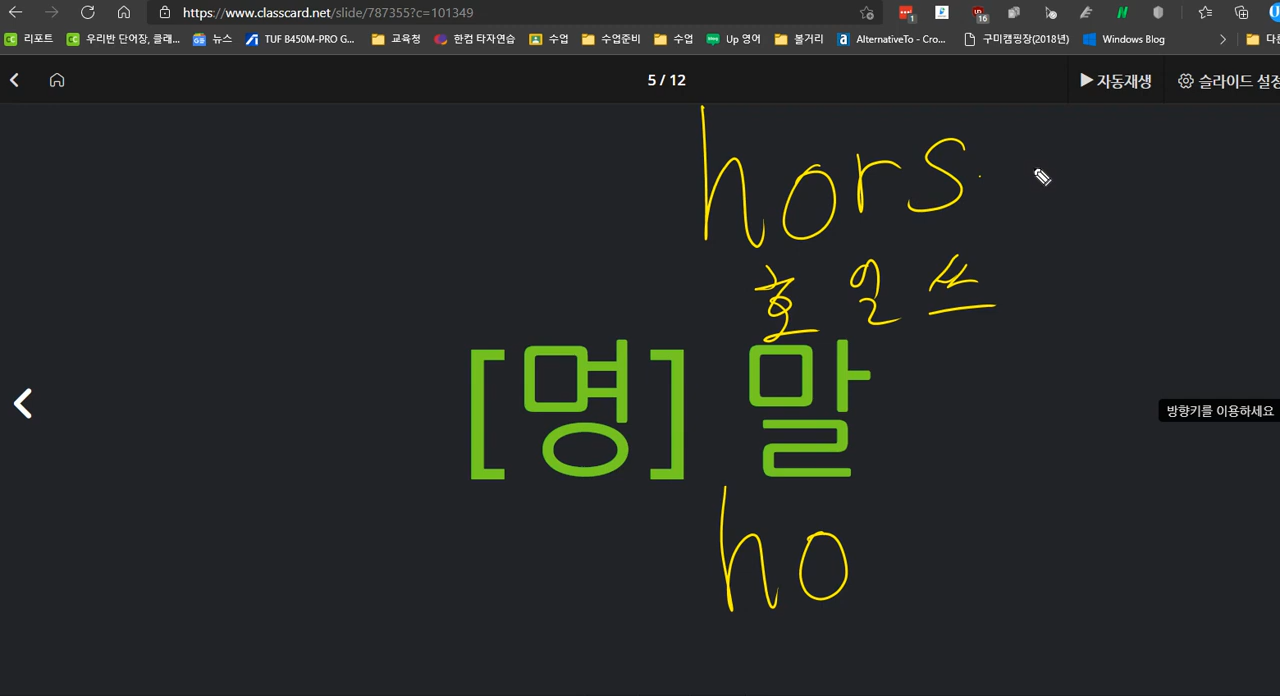 https://www.classcard.net/slide/787355?c=101349
1
16
리포트 우리반 단어장, 클래... 뉴스 TUF B450M-PRO G... 교육청 한컴 타자연습 수업 수업준비 수업 Up 영어 볼거리 AlternativeTo - Cro... 구미캠핑장(2018년) Windows Blog 다른
5 / 12 자동재생 슬라이드 설정
hors
[명] 말
방향키를 이용하세요
ho